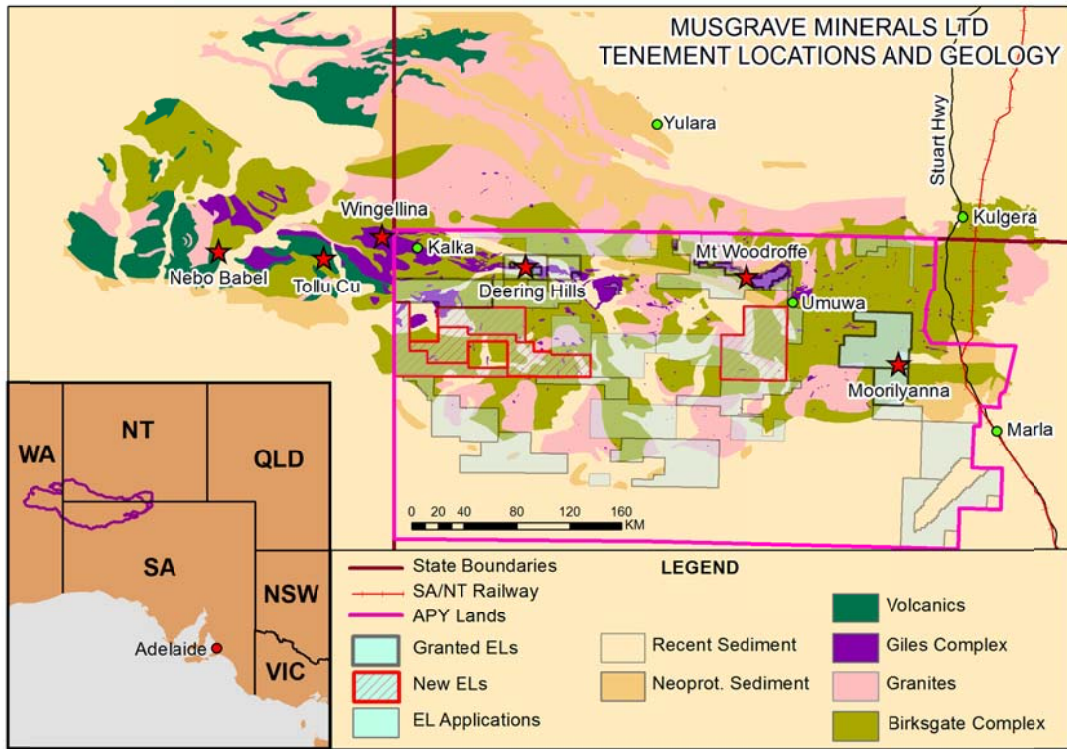 MUSGRAVE MINERALS LTD
TENEMENT LOCATIONS AND GEOLOGY
Stuart Hwy
Yulara
Kulgera
Wingellina
Kalka
Nebo Babel
Tollu Cu
Deering Hills
Mt Woodroffe
Umuwa
Moorilyanna
Marla
0 20 40 80 120 160
KM
WA
NT
QLD
SA
NSW
VIC
Adelaide
LEGEND
State Boundaries
SA/NT Railway
APY Lands
Granted ELs
New ELs
EL Applications
Recent Sediment
Neoprot. Sediment
Volcanics
Giles Complex
Granites
Birksgate Complex